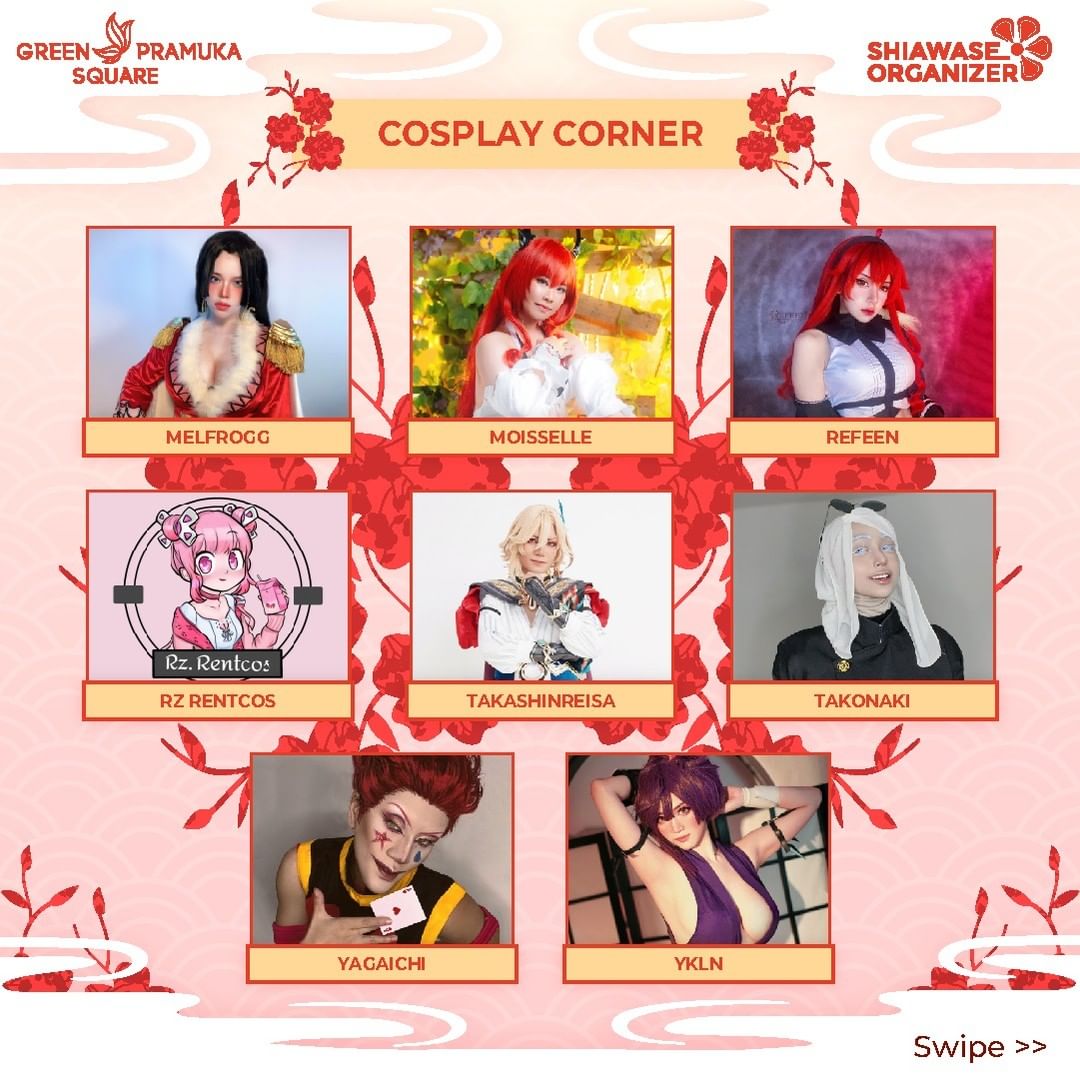 GREEN PRAMUKA
SQUARE
SHIAWASE
ORGANIZER
COSPLAY CORNER
MELFROGG
MOISSELLE
REFEEN
Rz. Rentcos
RZ RENTCOS
TAKASHINREISA
TAKONAKI
YAGAICHI
YKLN
Swipe >>